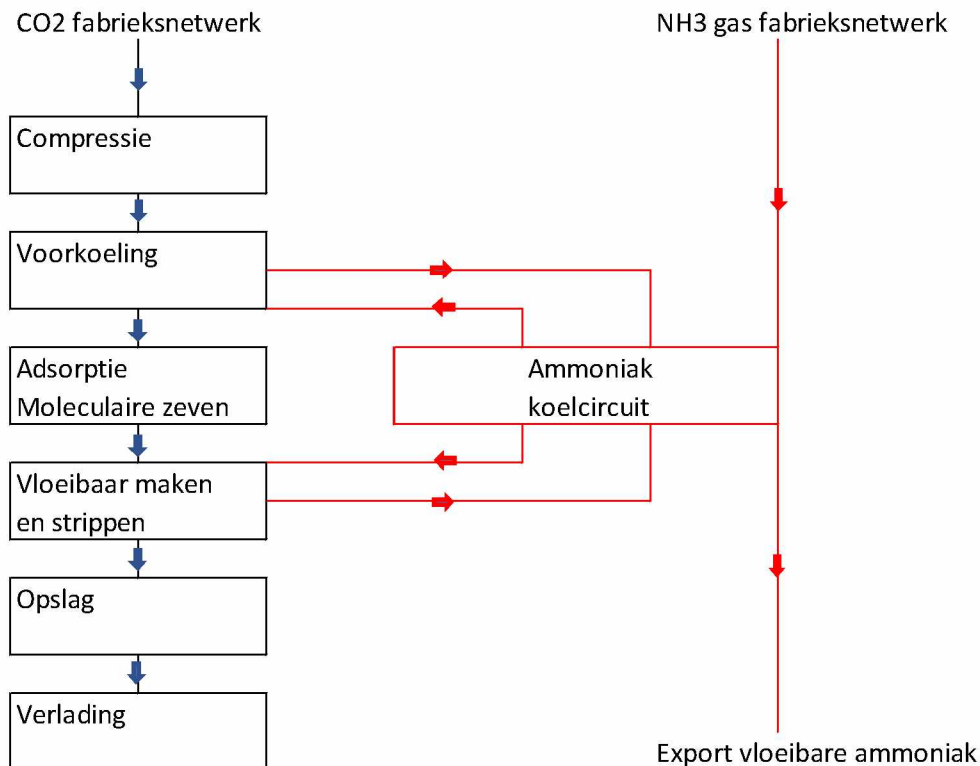 CO2 fabrieksnetwerk
NH3 gas fabrieksnetwerk
Compressie
Voorkoeling
Adsorptie
Moleculaire zeven
Ammoniak
koelcircuit
Vloeibaar maken
en strippen
Opslag
Verlading
Export vloeibare ammoniak